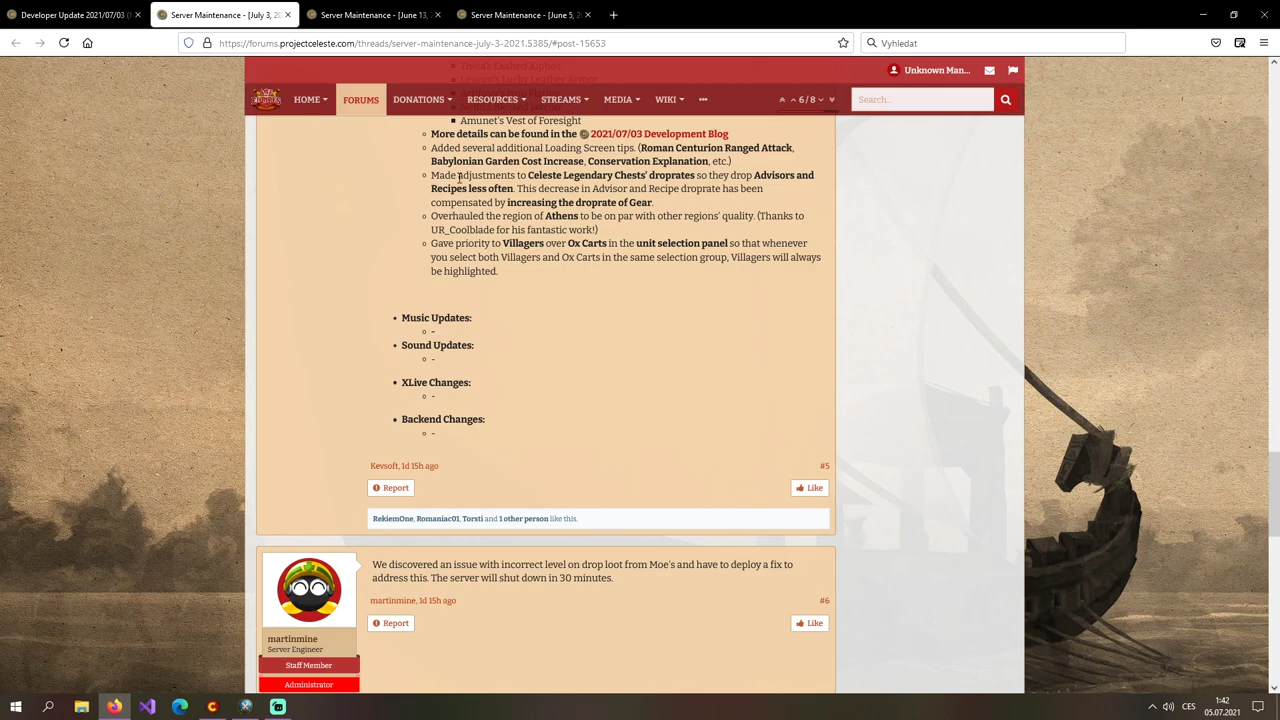 Developer Update 2021/07/03 (
Server Maintenance - [July 3, 20
Server Maintenance - [June 13,
Server Maintenance - [June 5, 2
https://forums.projectceleste.com/threads/server-maintenance-july-3-2021.5385/#post-15653
Vyhledat
Unknown Man...
HOME
FORUMS
DONATIONS
RESOURCES
STREAMS
MEDIA
WIKI
6 / 8
Search...
Amunet's Vest of Foresight
More details can be found in the 2021/07/03 Development Blog
Added several additional Loading Screen tips. (Roman Centurion Ranged Attack,
Babylonian Garden Cost Increase, Conservation Explanation, etc.)
Made adjustments to Celeste Legendary Chests' droprates so they drop Advisors and
Recipes less often. This decrease in Advisor and Recipe droprate has been
compensated by increasing the droprate of Gear.
Overhauled the region of Athens to be on par with other regions' quality. (Thanks to
UR_Coolblade for his fantastic work!)
Gave priority to Villagers over Ox Carts in the unit selection panel so that whenever
you select both Villagers and Ox Carts in the same selection group, Villagers will always
be highlighted.
Music Updates:
-
Sound Updates:
-
XLive Changes:
-
Backend Changes:
-
Kevsoft, 1d 15h ago
#5
Report
Like
RekiemOne, Romaniac01, Torsti and 1 other person like this.
We discovered an issue with incorrect level on drop loot from Moe's and have to deploy a fix to
address this. The server will shut down in 30 minutes.
martinmine, 1d 15h ago
#6
Report
Like
martinmine
Server Engineer
Staff Member
Administrator
CES
1:42
05.07.2021